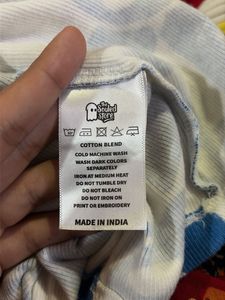 The
Souled
Store
COTTON BLEND
COLD MACHINE WASH
WASH DARK COLORS
SEPARATELY
IRON AT MEDIUM HEAT
DO NOT TUMBLE DRY
DO NOT BLEACH
DO NOT IRON ON
PRINT OR EMBROIDERY
MADE IN INDIA